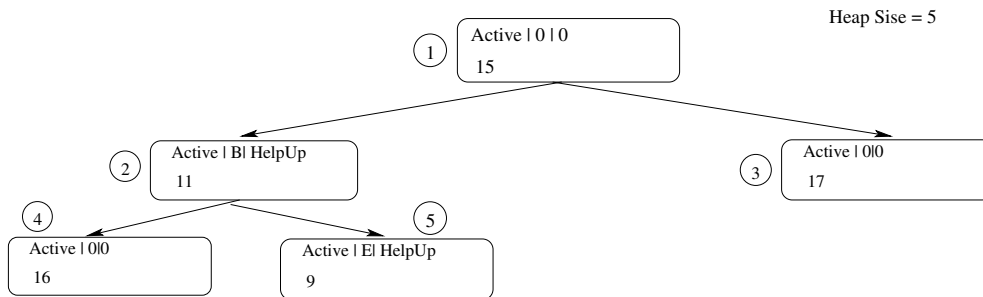 Heap Sise = 5
1
Active | 0 | 0
15
2
Active | B| HelpUp
11
3
Active | 0|0
17
4
Active | 0|0
16
5
Active | E| HelpUp
9